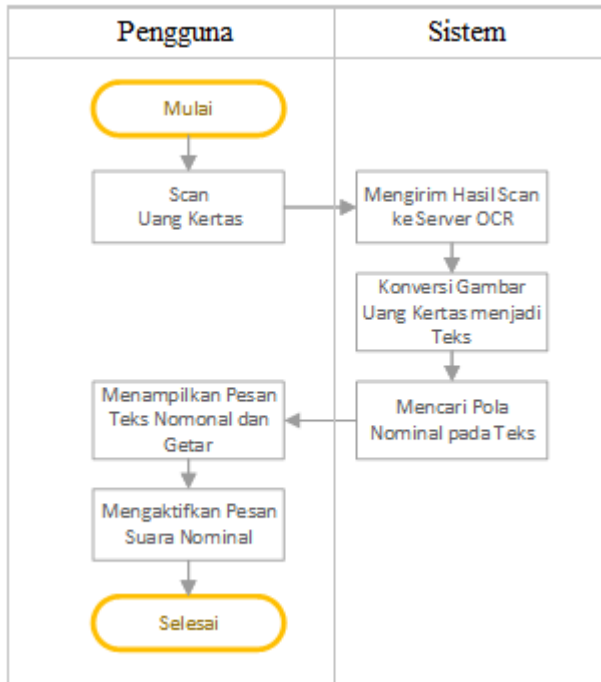 Pengguna
Sistem
Mulai
Scan
Uang Kertas
Mengirim Hasil Scan
ke Server OCR
Konversi Gambar
Uang Kertas menjadi
Teks
Mencari Pola
Nominal pada Teks
Menampilkan Pesan
Teks Nomonal dan
Getar
Mengaktifkan Pesan
Suara Nominal
Selesai